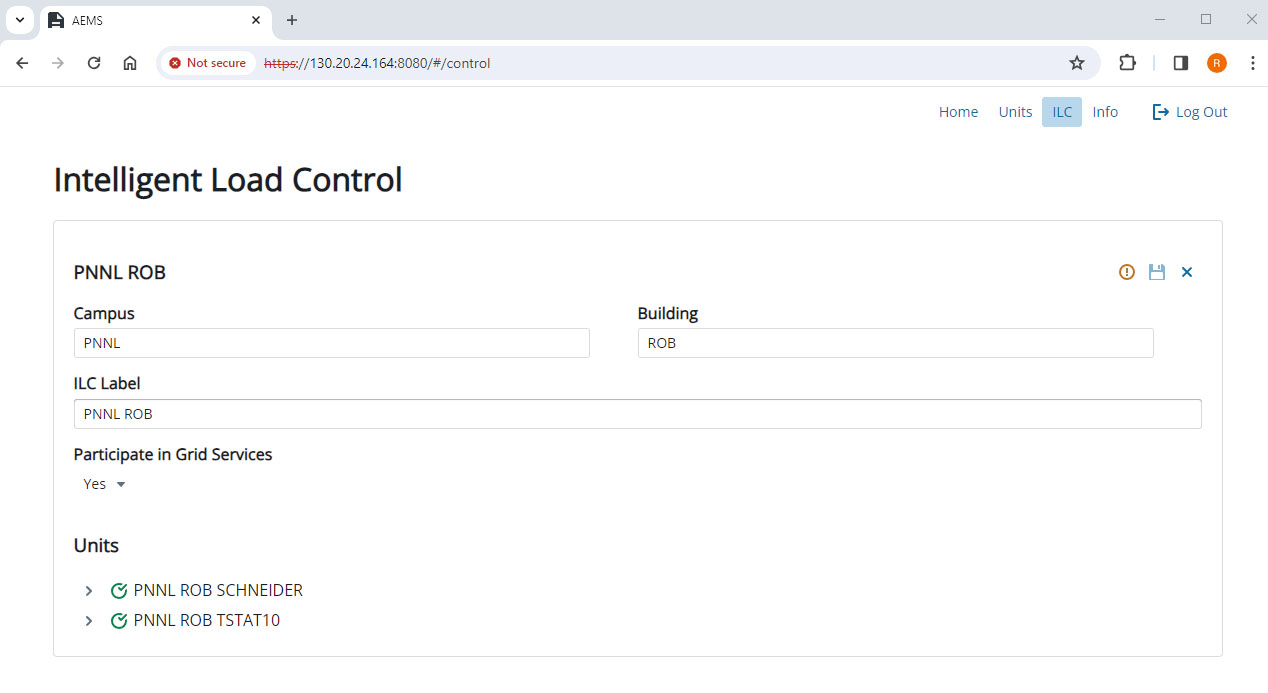 AEMS
Not secure https://130.20.24.164:8080/#/control R
Home Units ILC Info Log Out
Intelligent Load Control
PNNL ROB
Campus Building
PNNL ROB
ILC Label
PNNL ROB
Participate in Grid Services
Yes
Units
PNNL ROB SCHNEIDER
PNNL ROB TSTAT10